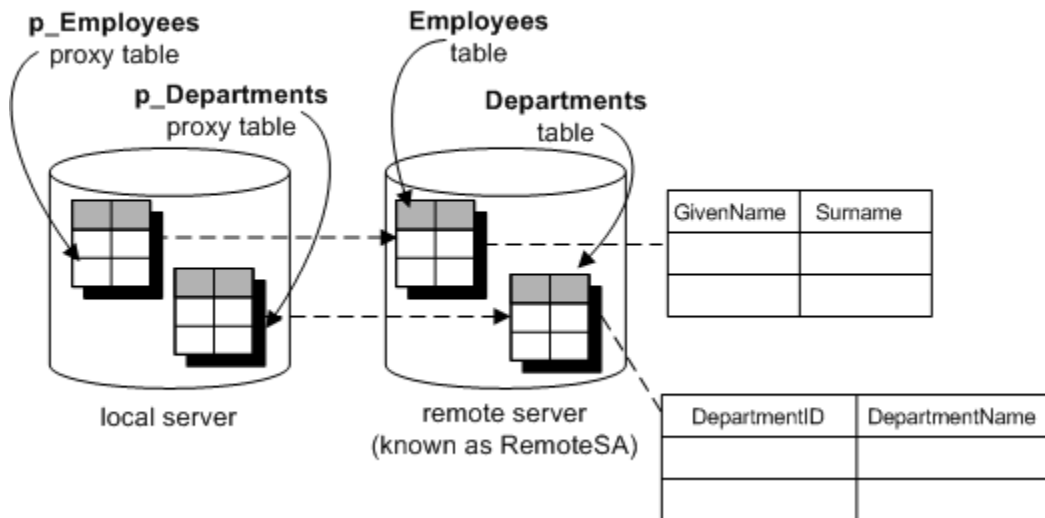 p_Employees
proxy table
p_Departments
proxy table
Employees
table
Departments
table
GivenName
Surname
DepartmentID
DepartmentName
local server
remote server
(known as RemoteSA)